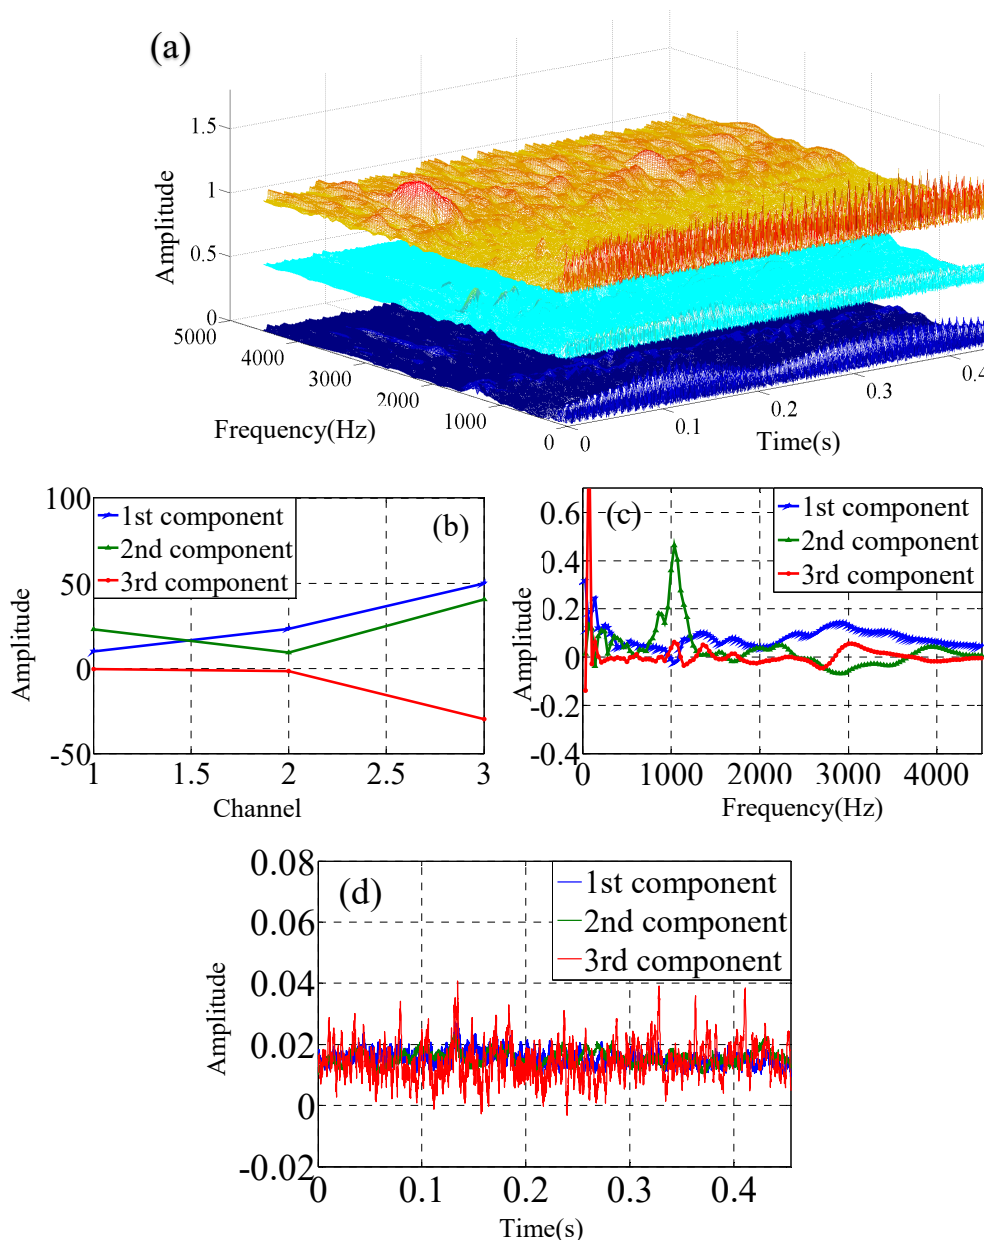 (a)
Amplitude
1.5
1
0.5
0
5000
4000
3000
2000
1000
0
Frequency(Hz)
0
0.1
0.2
0.3
0.4
Time(s)
(b)
1st component
2nd component
3rd component
Amplitude
100
50
0
-50
1
1.5
2
2.5
3
Channel
(c)
1st component
2nd component
3rd component
Amplitude
0.6
0.4
0.2
0
-0.2
-0.4
0
1000
2000
3000
4000
Frequency(Hz)
(d)
1st component
2nd component
3rd component
Amplitude
0.08
0.06
0.04
0.02
0
-0.02
0
0.1
0.2
0.3
0.4
Time(s)